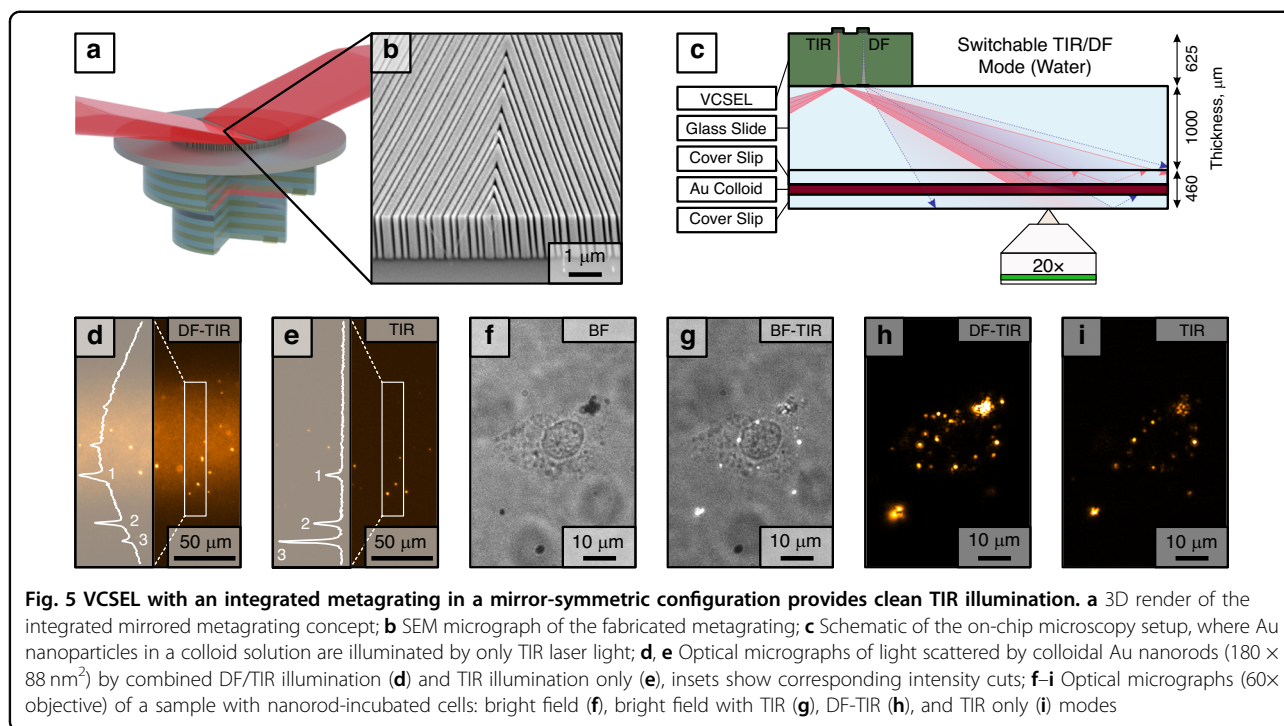 a
b
1 μm
c
TIR
DF
Switchable TIR/DF
Mode (Water)
VCSEL
Glass Slide
Cover Slip
Au Colloid
Cover Slip
625
1000
460
Thickness, μm
20×
d
DF-TIR
1
2
3
50 μm
e
TIR
1
2
3
50 μm
f
BF
10 μm
g
BF-TIR
10 μm
h
DF-TIR
10 μm
i
TIR
10 μm
Fig. 5 VCSEL with an integrated metagrating in a mirror-symmetric configuration provides clean TIR illumination. a 3D render of the
integrated mirrored metagrating concept; b SEM micrograph of the fabricated metagrating; c Schematic of the on-chip microscopy setup, where Au
nanoparticles in a colloid solution are illuminated by only TIR laser light; d, e Optical micrographs of light scattered by colloidal Au nanorods (180 ×
88 nm²) by combined DF/TIR illumination (d) and TIR illumination only (e), insets show corresponding intensity cuts; f–i Optical micrographs (60×
objective) of a sample with nanorod-incubated cells: bright field (f), bright field with TIR (g), DF-TIR (h), and TIR only (i) modes